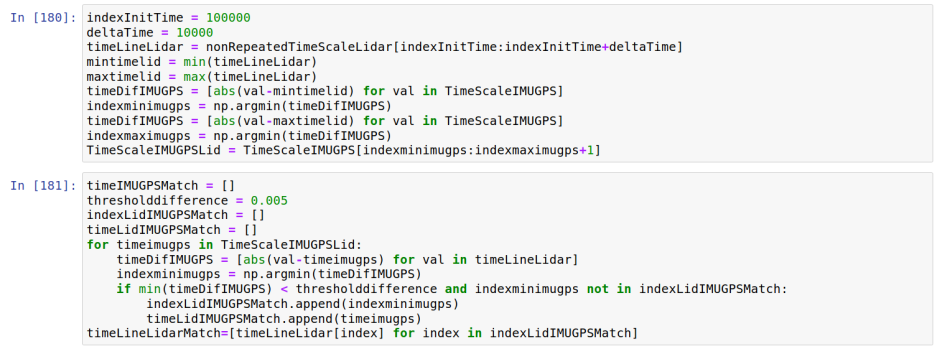 In [180]: indexInitTime = 100000
deltaTime = 10000
timeLineLidar = nonRepeatedTimeScaleLidar[indexInitTime:indexInitTime+deltaTime]
mintimelid = min(timeLineLidar)
maxtimelid = max(timeLineLidar)
timeDifIMUGPS = [abs(val-mintimelid) for val in TimeScaleIMUGPS]
indexminimugps = np.argmin(timeDifIMUGPS)
timeDifIMUGPS = [abs(val-maxtimelid) for val in TimeScaleIMUGPS]
indexmaximugps = np.argmin(timeDifIMUGPS)
TimeScaleIMUGPSLid = TimeScaleIMUGPS[indexminimugps:indexmaximugps+1]
In [181]: timeIMUGPSMatch = []
thresholddifference = 0.005
indexLidIMUGPSMatch = []
timeLidIMUGPSMatch = []
for timeimugps in TimeScaleIMUGPSLid:
    timeDifIMUGPS = [abs(val-timeimugps) for val in timeLineLidar]
    indexminimugps = np.argmin(timeDifIMUGPS)
    if min(timeDifIMUGPS) < thresholddifference and indexminimugps not in indexLidIMUGPSMatch:
        indexLidIMUGPSMatch.append(indexminimugps)
        timeLidIMUGPSMatch.append(timeimugps)
timeLineLidarMatch=[timeLineLidar[index] for index in indexLidIMUGPSMatch]